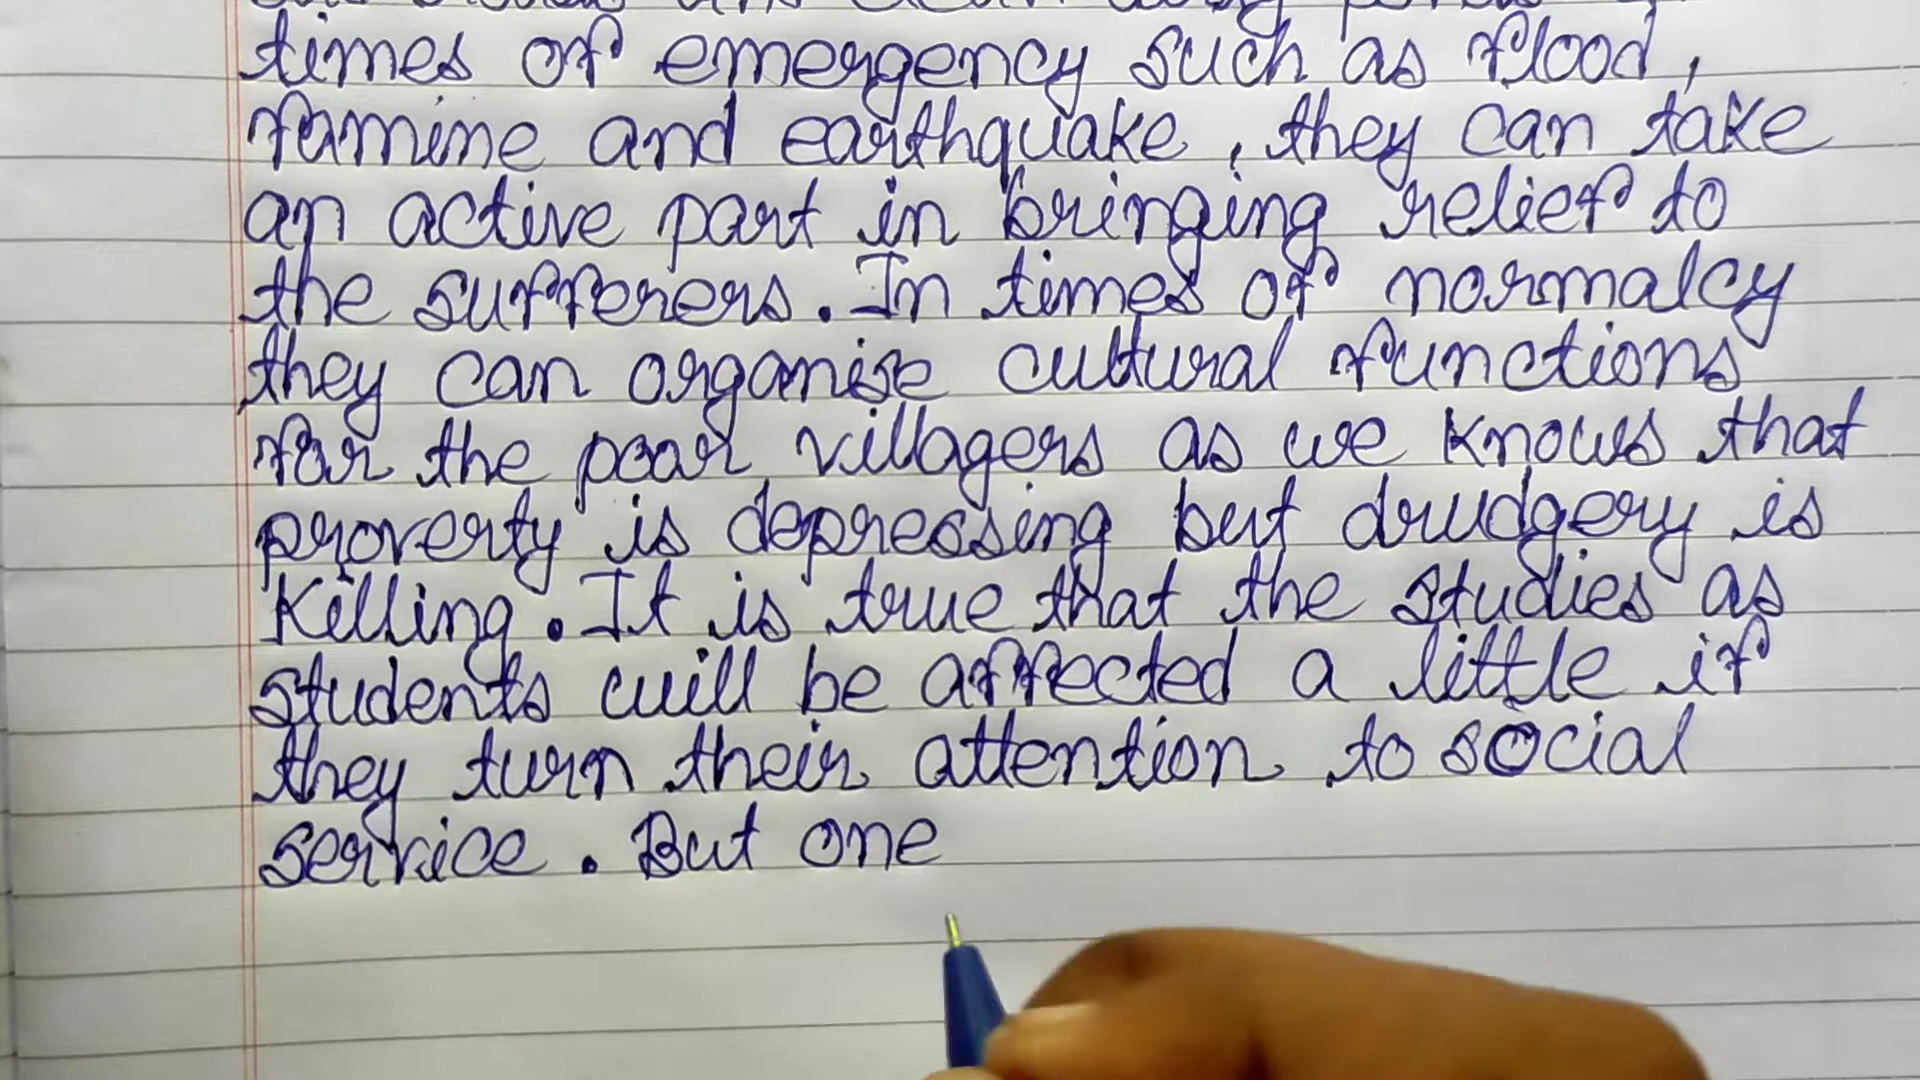 times of emergency such as flood,
famine and earthquake, they can take
an active part in bringing relief to
the sufferers. In times of normalcy
they can organise cultural functions
for the poor villagers as we knows that
proverty is depressing but drudgery is
killing. It is true that the studies as
students will be affected a little if
they turn their attention to social
service. But one